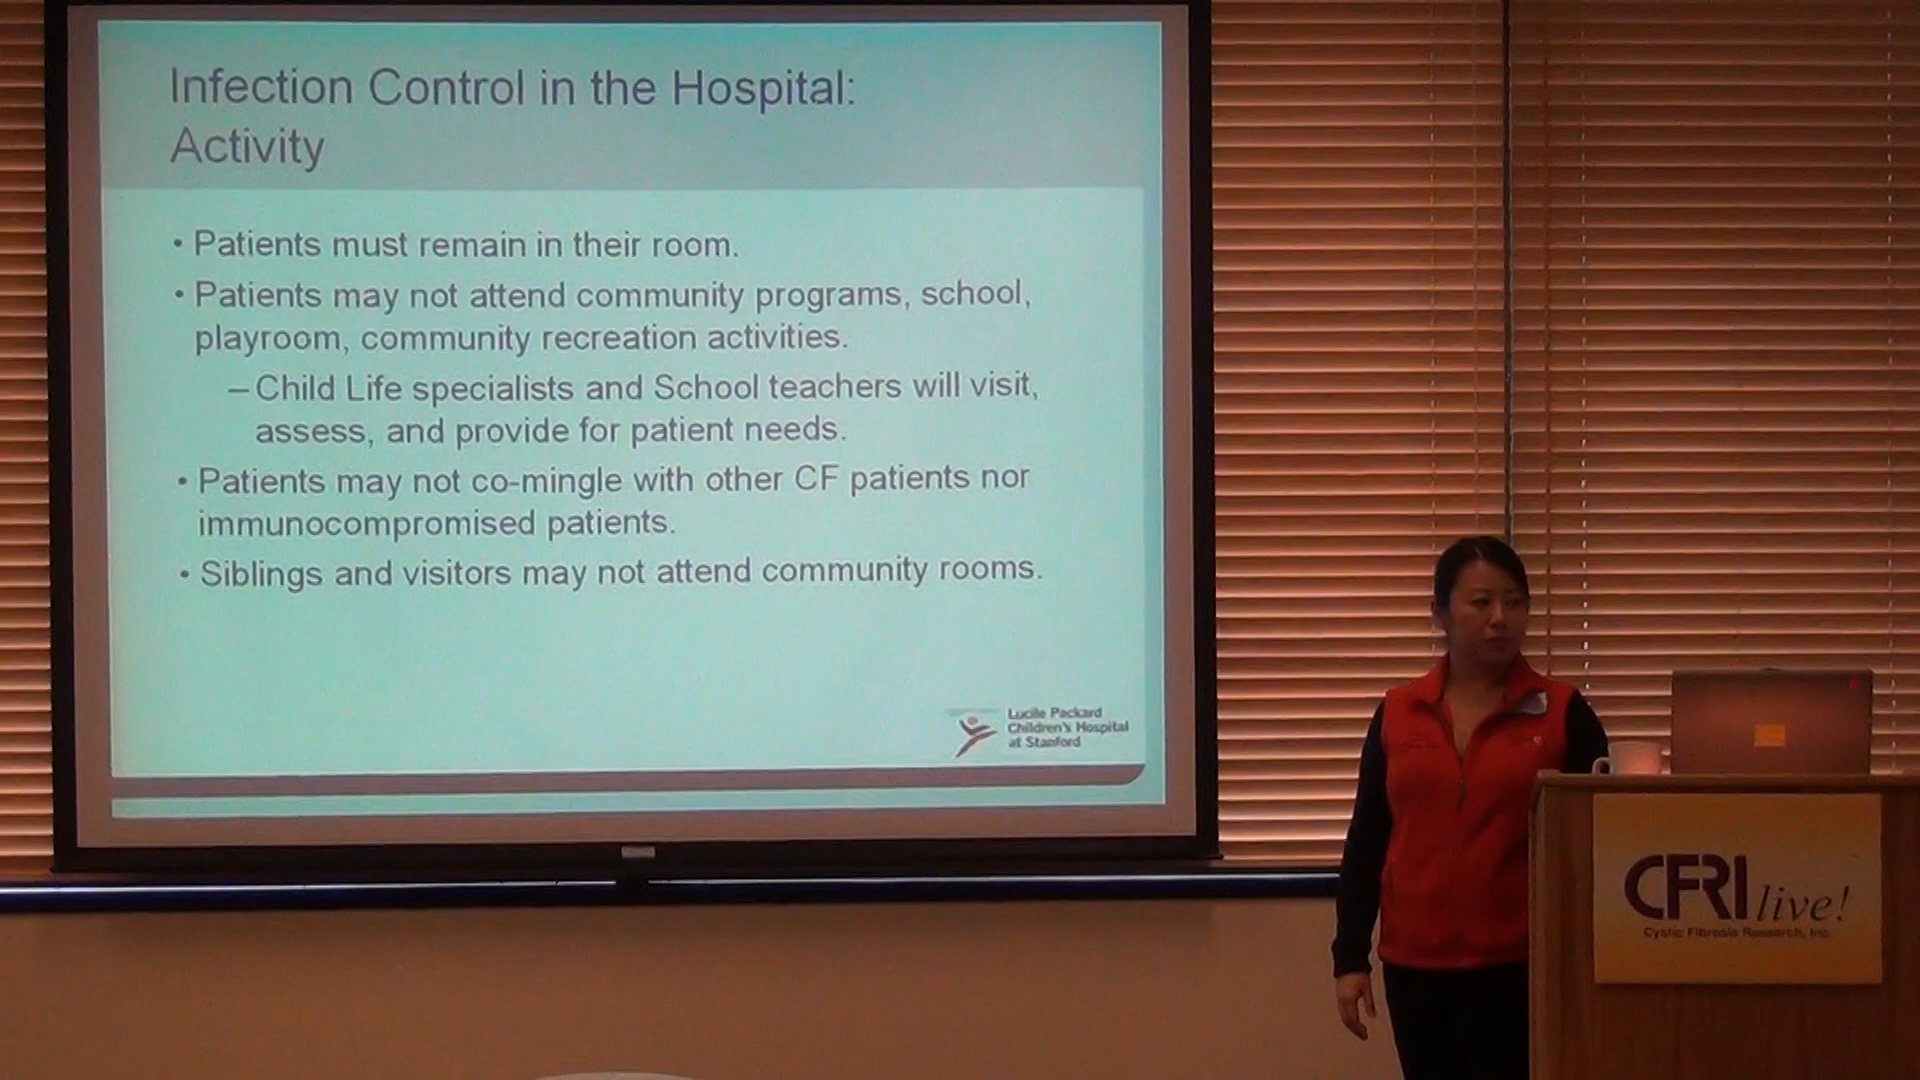 Infection Control in the Hospital:
Activity
• Patients must remain in their room.
• Patients may not attend community programs, school,
playroom, community recreation activities.
– Child Life specialists and School teachers will visit,
assess, and provide for patient needs.
• Patients may not co-mingle with other CF patients nor
immunocompromised patients.
• Siblings and visitors may not attend community rooms.
Lucile Packard
Children's Hospital
at Stanford
CFRI live!
Cystic Fibrosis Research, Inc.